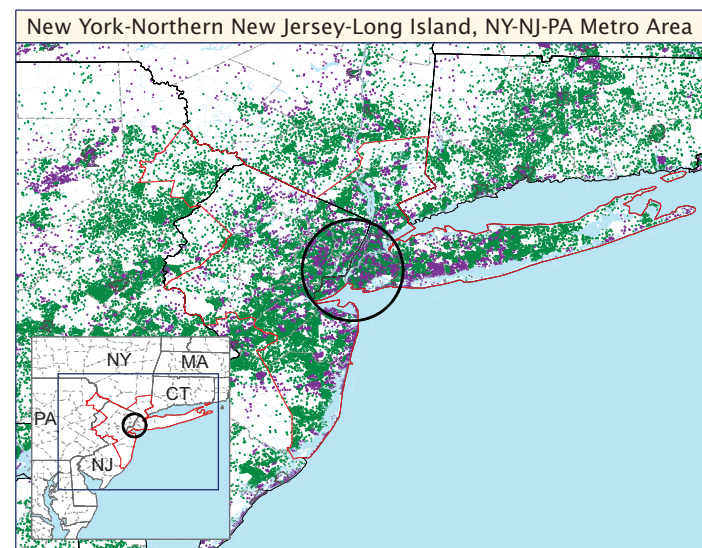 New York-Northern New Jersey-Long Island, NY-NJ-PA Metro Area
NY
MA
CT
PA
NJ